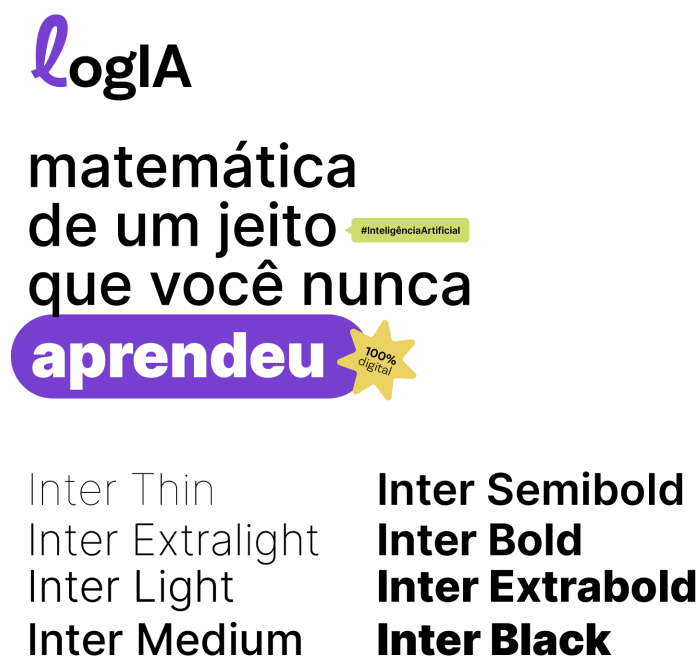 logIA
matemática
de um jeito
#InteligênciaArtificial
que você nunca
aprendeu
100%
digital
Inter Thin
Inter Extralight
Inter Light
Inter Medium
Inter Semibold
Inter Bold
Inter Extrabold
Inter Black